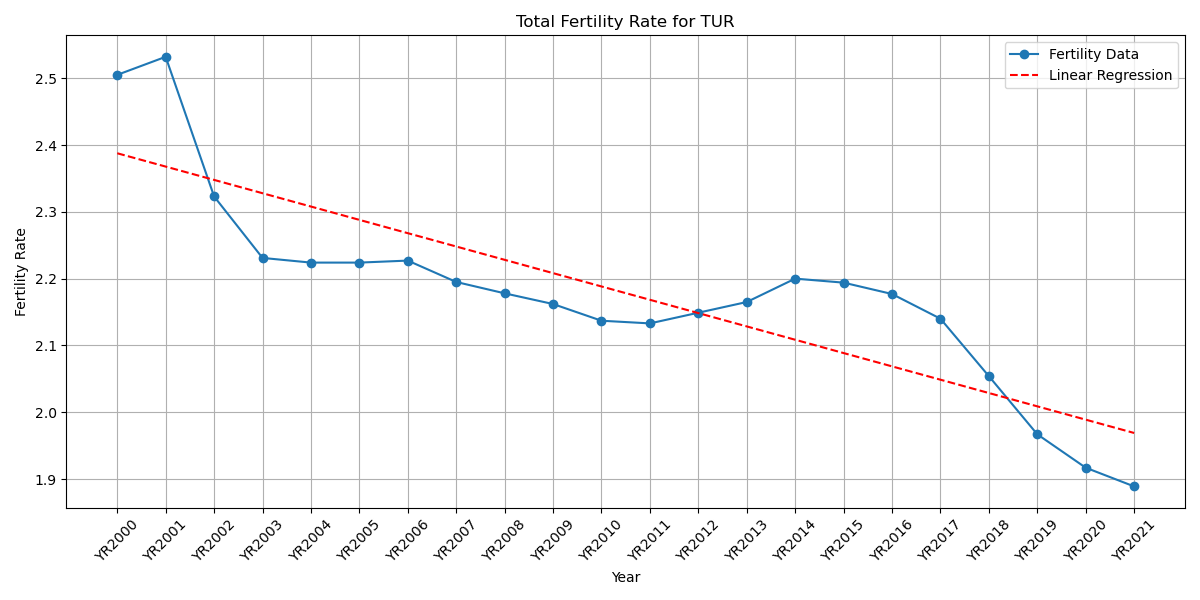 Total Fertility Rate for TUR
Fertility Data
Linear Regression
Fertility Rate
2.5
2.4
2.3
2.2
2.1
2.0
1.9
YR2000
YR2001
YR2002
YR2003
YR2004
YR2005
YR2006
YR2007
YR2008
YR2009
YR2010
YR2011
YR2012
YR2013
YR2014
YR2015
YR2016
YR2017
YR2018
YR2019
YR2020
YR2021
Year